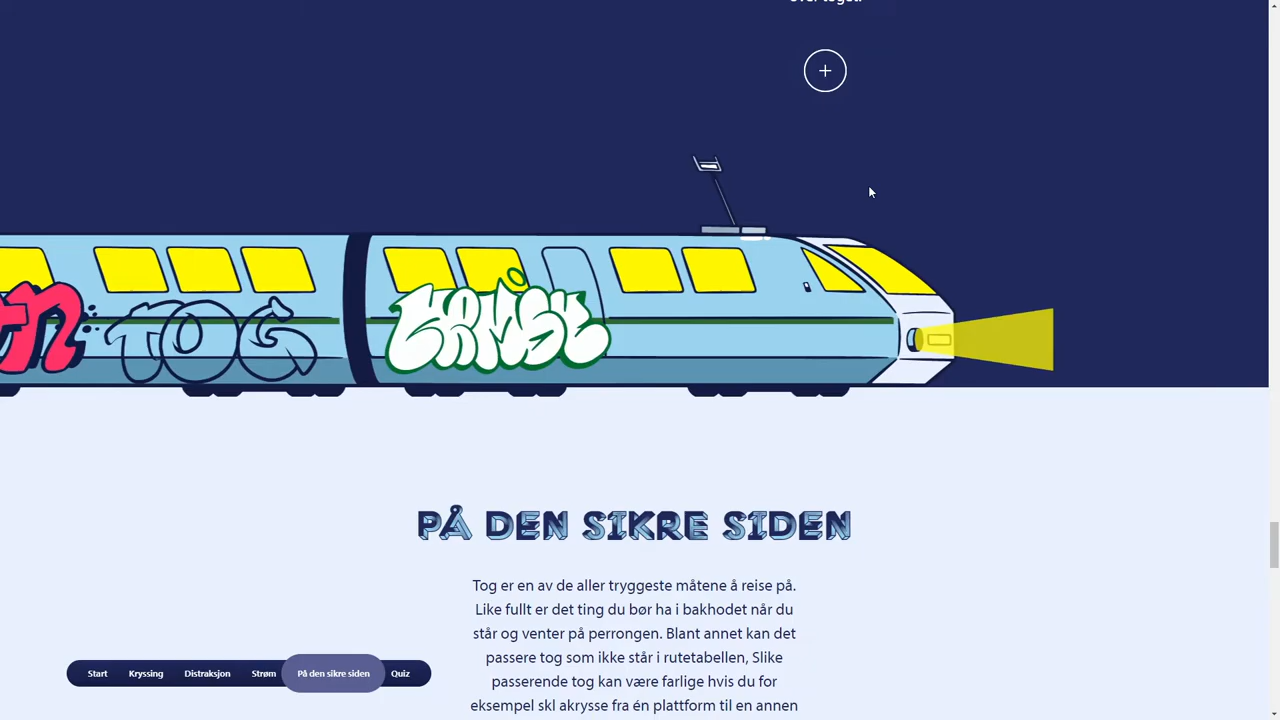 TOG
PÅ DEN SIKRE SIDEN
Tog er en av de aller tryggeste måtene å reise på.
Like fullt er det ting du bør ha i bakhodet når du
står og venter på perrongen. Blant annet kan det
passere tog som ikke står i rutetabellen, Slike
passerende tog kan være farlige hvis du for
eksempel skl akrysse fra én plattform til en annen
Start Kryssing Distraksjon Strøm På den sikre siden Quiz